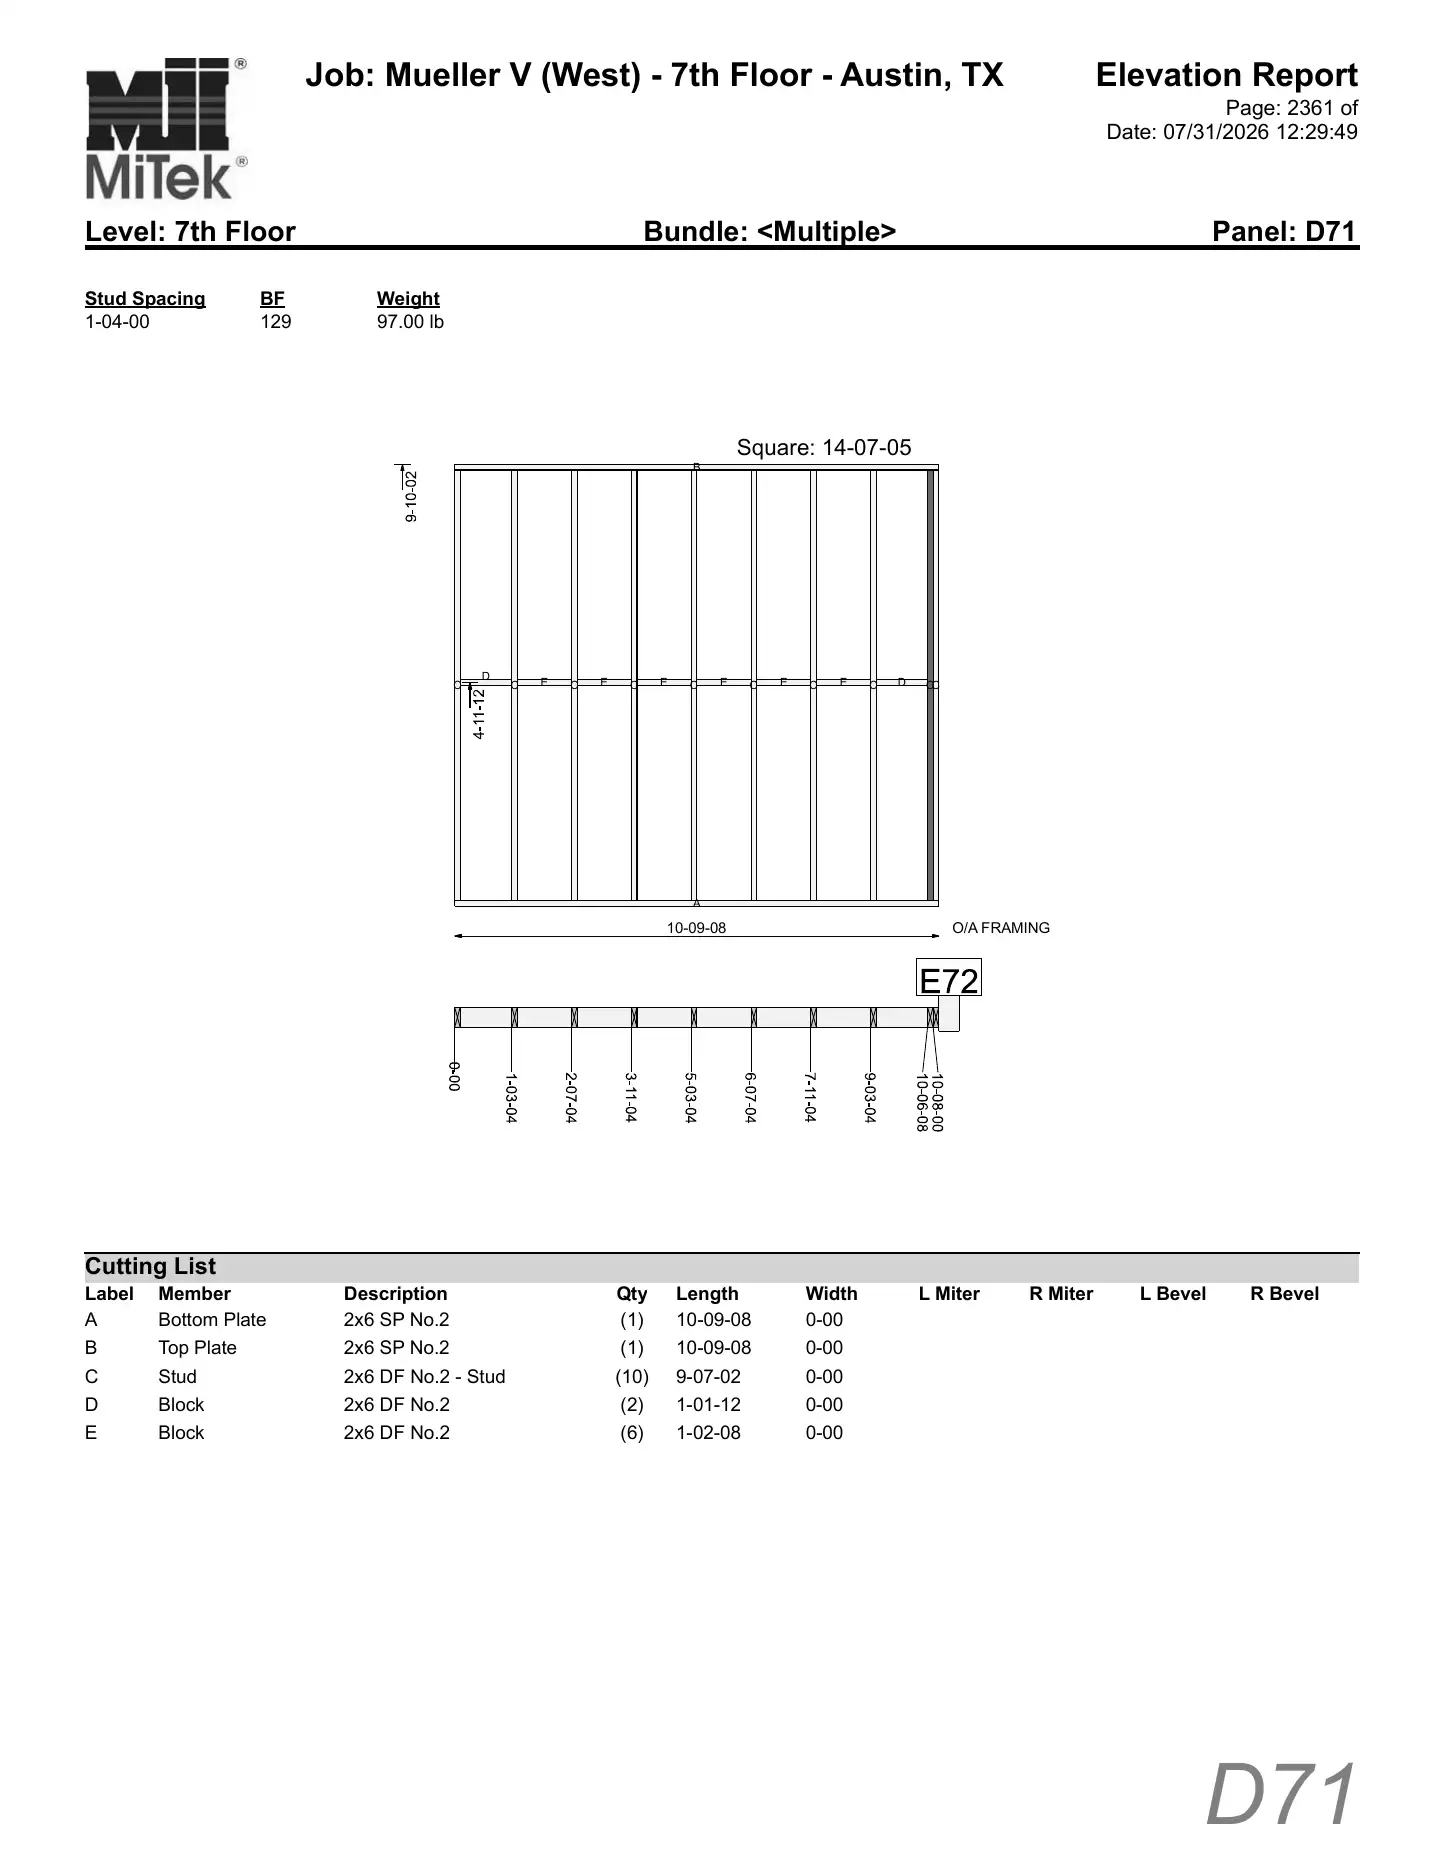 Job: Mueller V (West) - 7th Floor - Austin, TX
Elevation Report
Page: 2361 of
Date: 07/31/2026 12:29:49
MiTek®
Level: 7th Floor Bundle: <Multiple> Panel: D71
Stud Spacing BF Weight
1-04-00 129 97.00 lb
Square: 14-07-05
B
9-10-02
D E E E E E E D
4-11-12
A
10-09-08 O/A FRAMING
E72
0-00 1-03-04 2-07-04 3-11-04 5-03-04 6-07-04 7-11-04 9-03-04 10-06-08 10-08-00
Cutting List
Label Member Description Qty Length Width L Miter R Miter L Bevel R Bevel
A Bottom Plate 2x6 SP No.2 (1) 10-09-08 0-00
B Top Plate 2x6 SP No.2 (1) 10-09-08 0-00
C Stud 2x6 DF No.2 - Stud (10) 9-07-02 0-00
D Block 2x6 DF No.2 (2) 1-01-12 0-00
E Block 2x6 DF No.2 (6) 1-02-08 0-00
D71